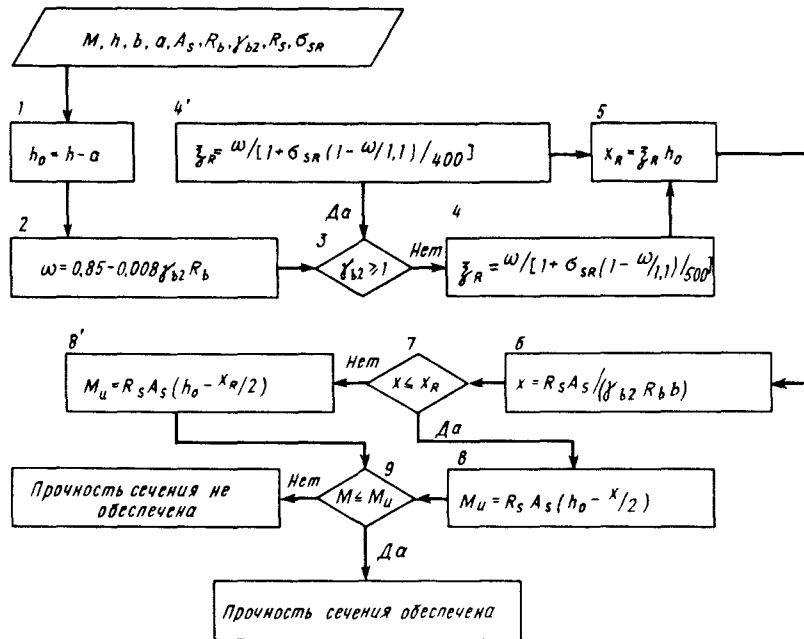 M, h, b, a, A_s, R_b, γ_b2, R_s, σ_sR
1
h_0 = h - a
2
ω = 0,85 - 0,008 γ_b2 R_b
3
γ_b2 ⩾ 1
Да
Нет
4'
ξ_R = ω/[1 + σ_sR (1 - ω/1,1)/400]
4
ξ_R = ω/[1 + σ_sR (1 - ω/1,1)/500]
5
x_R = ξ_R h_0
6
x = R_s A_s/(γ_b2 R_b b)
7
x ⩽ x_R
Нет
Да
8'
M_u = R_s A_s (h_0 - x_R/2)
8
M_u = R_s A_s (h_0 - x/2)
9
M ⩽ M_u
Нет
Да
Прочность сечения не
обеспечена
Прочность сечения обеспечена